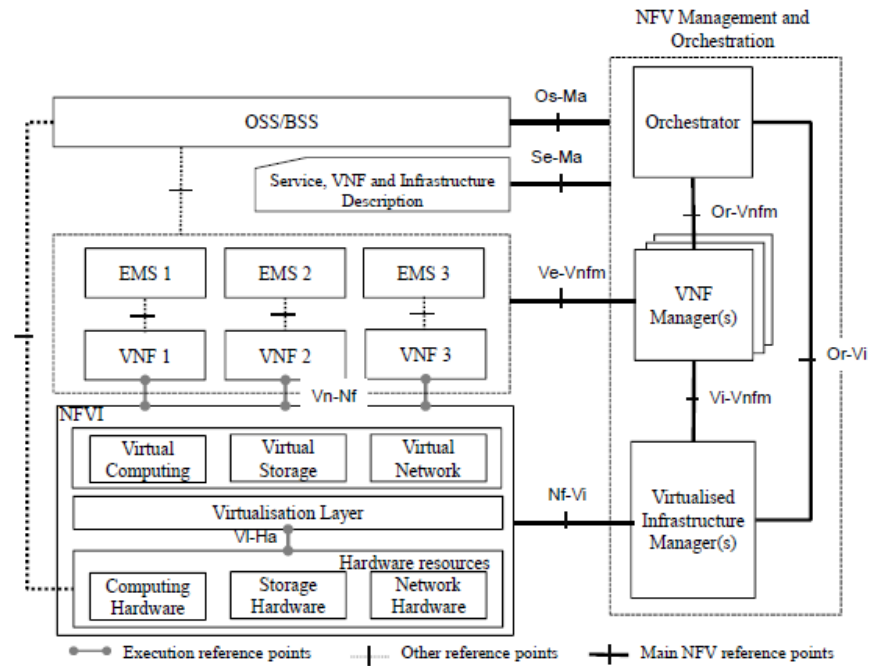 NFV Management and
Orchestration
Os-Ma
OSS/BSS
Orchestrator
Se-Ma
Service, VNF and Infrastructure
Description
Or-Vnfm
EMS 1
EMS 2
EMS 3
Ve-Vnfm
VNF
Manager(s)
VNF 1
VNF 2
VNF 3
Or-Vi
Vn-Nf
Vi-Vnfm
NFVI
Virtual
Computing
Virtual
Storage
Virtual
Network
Nf-Vi
Virtualisation Layer
Virtualised
Infrastructure
Manager(s)
Vl-Ha
Hardware resources
Computing
Hardware
Storage
Hardware
Network
Hardware
Execution reference points
Other reference points
Main NFV reference points